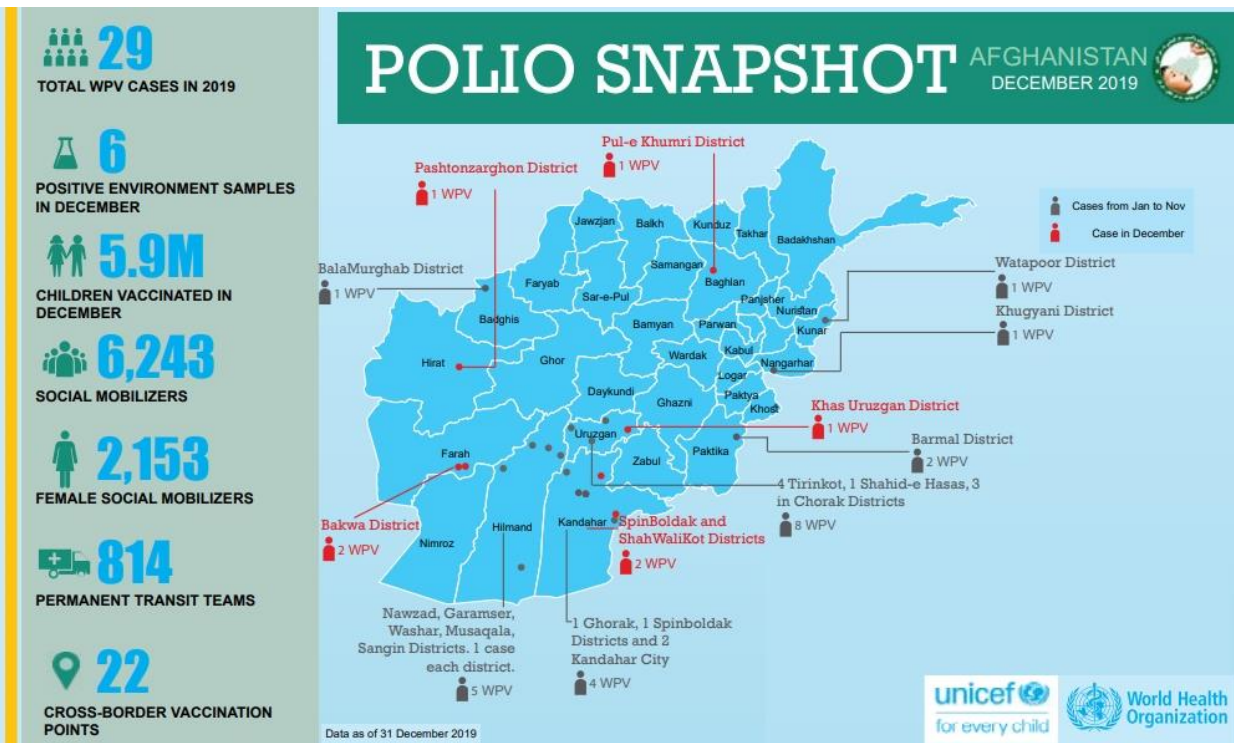 29
TOTAL WPV CASES IN 2019
6
POSITIVE ENVIRONMENT SAMPLES
IN DECEMBER
5.9M
CHILDREN VACCINATED IN
DECEMBER
6,243
SOCIAL MOBILIZERS
2,153
FEMALE SOCIAL MOBILIZERS
814
PERMANENT TRANSIT TEAMS
22
CROSS-BORDER VACCINATION
POINTS
POLIO SNAPSHOT
AFGHANISTAN
DECEMBER 2019
Pul-e Khumri District
1 WPV
Pashtonzarghon District
1 WPV
Cases from Jan to Nov
Case in December
BalaMurghab District
1 WPV
Watapoor District
1 WPV
Khugyani District
1 WPV
Jawzjan
Balkh
Kunduz
Takhar
Badakhshan
Faryab
Samangan
Baghlan
Sar-e-Pul
Panjsher
Nuristan
Badghis
Bamyan
Parwan
Kunar
Kabul
Hirat
Ghor
Wardak
Nangarhar
Logar
Daykundi
Paktya
Ghazni
Khost
Uruzgan
Paktika
Zabul
Farah
Kandahar
Hilmand
Nimroz
Khas Uruzgan District
1 WPV
Barmal District
2 WPV
4 Tirinkot, 1 Shahid-e Hasas, 3
in Chorak Districts
8 WPV
Bakwa District
2 WPV
SpinBoldak and
ShahWaliKot Districts
2 WPV
Nawzad, Garamser,
Washar, Musaqala,
Sangin Districts. 1 case
each district.
5 WPV
1 Ghorak, 1 Spinboldak
Districts and 2
Kandahar City
4 WPV
Data as of 31 December 2019
unicef
for every child
World Health
Organization